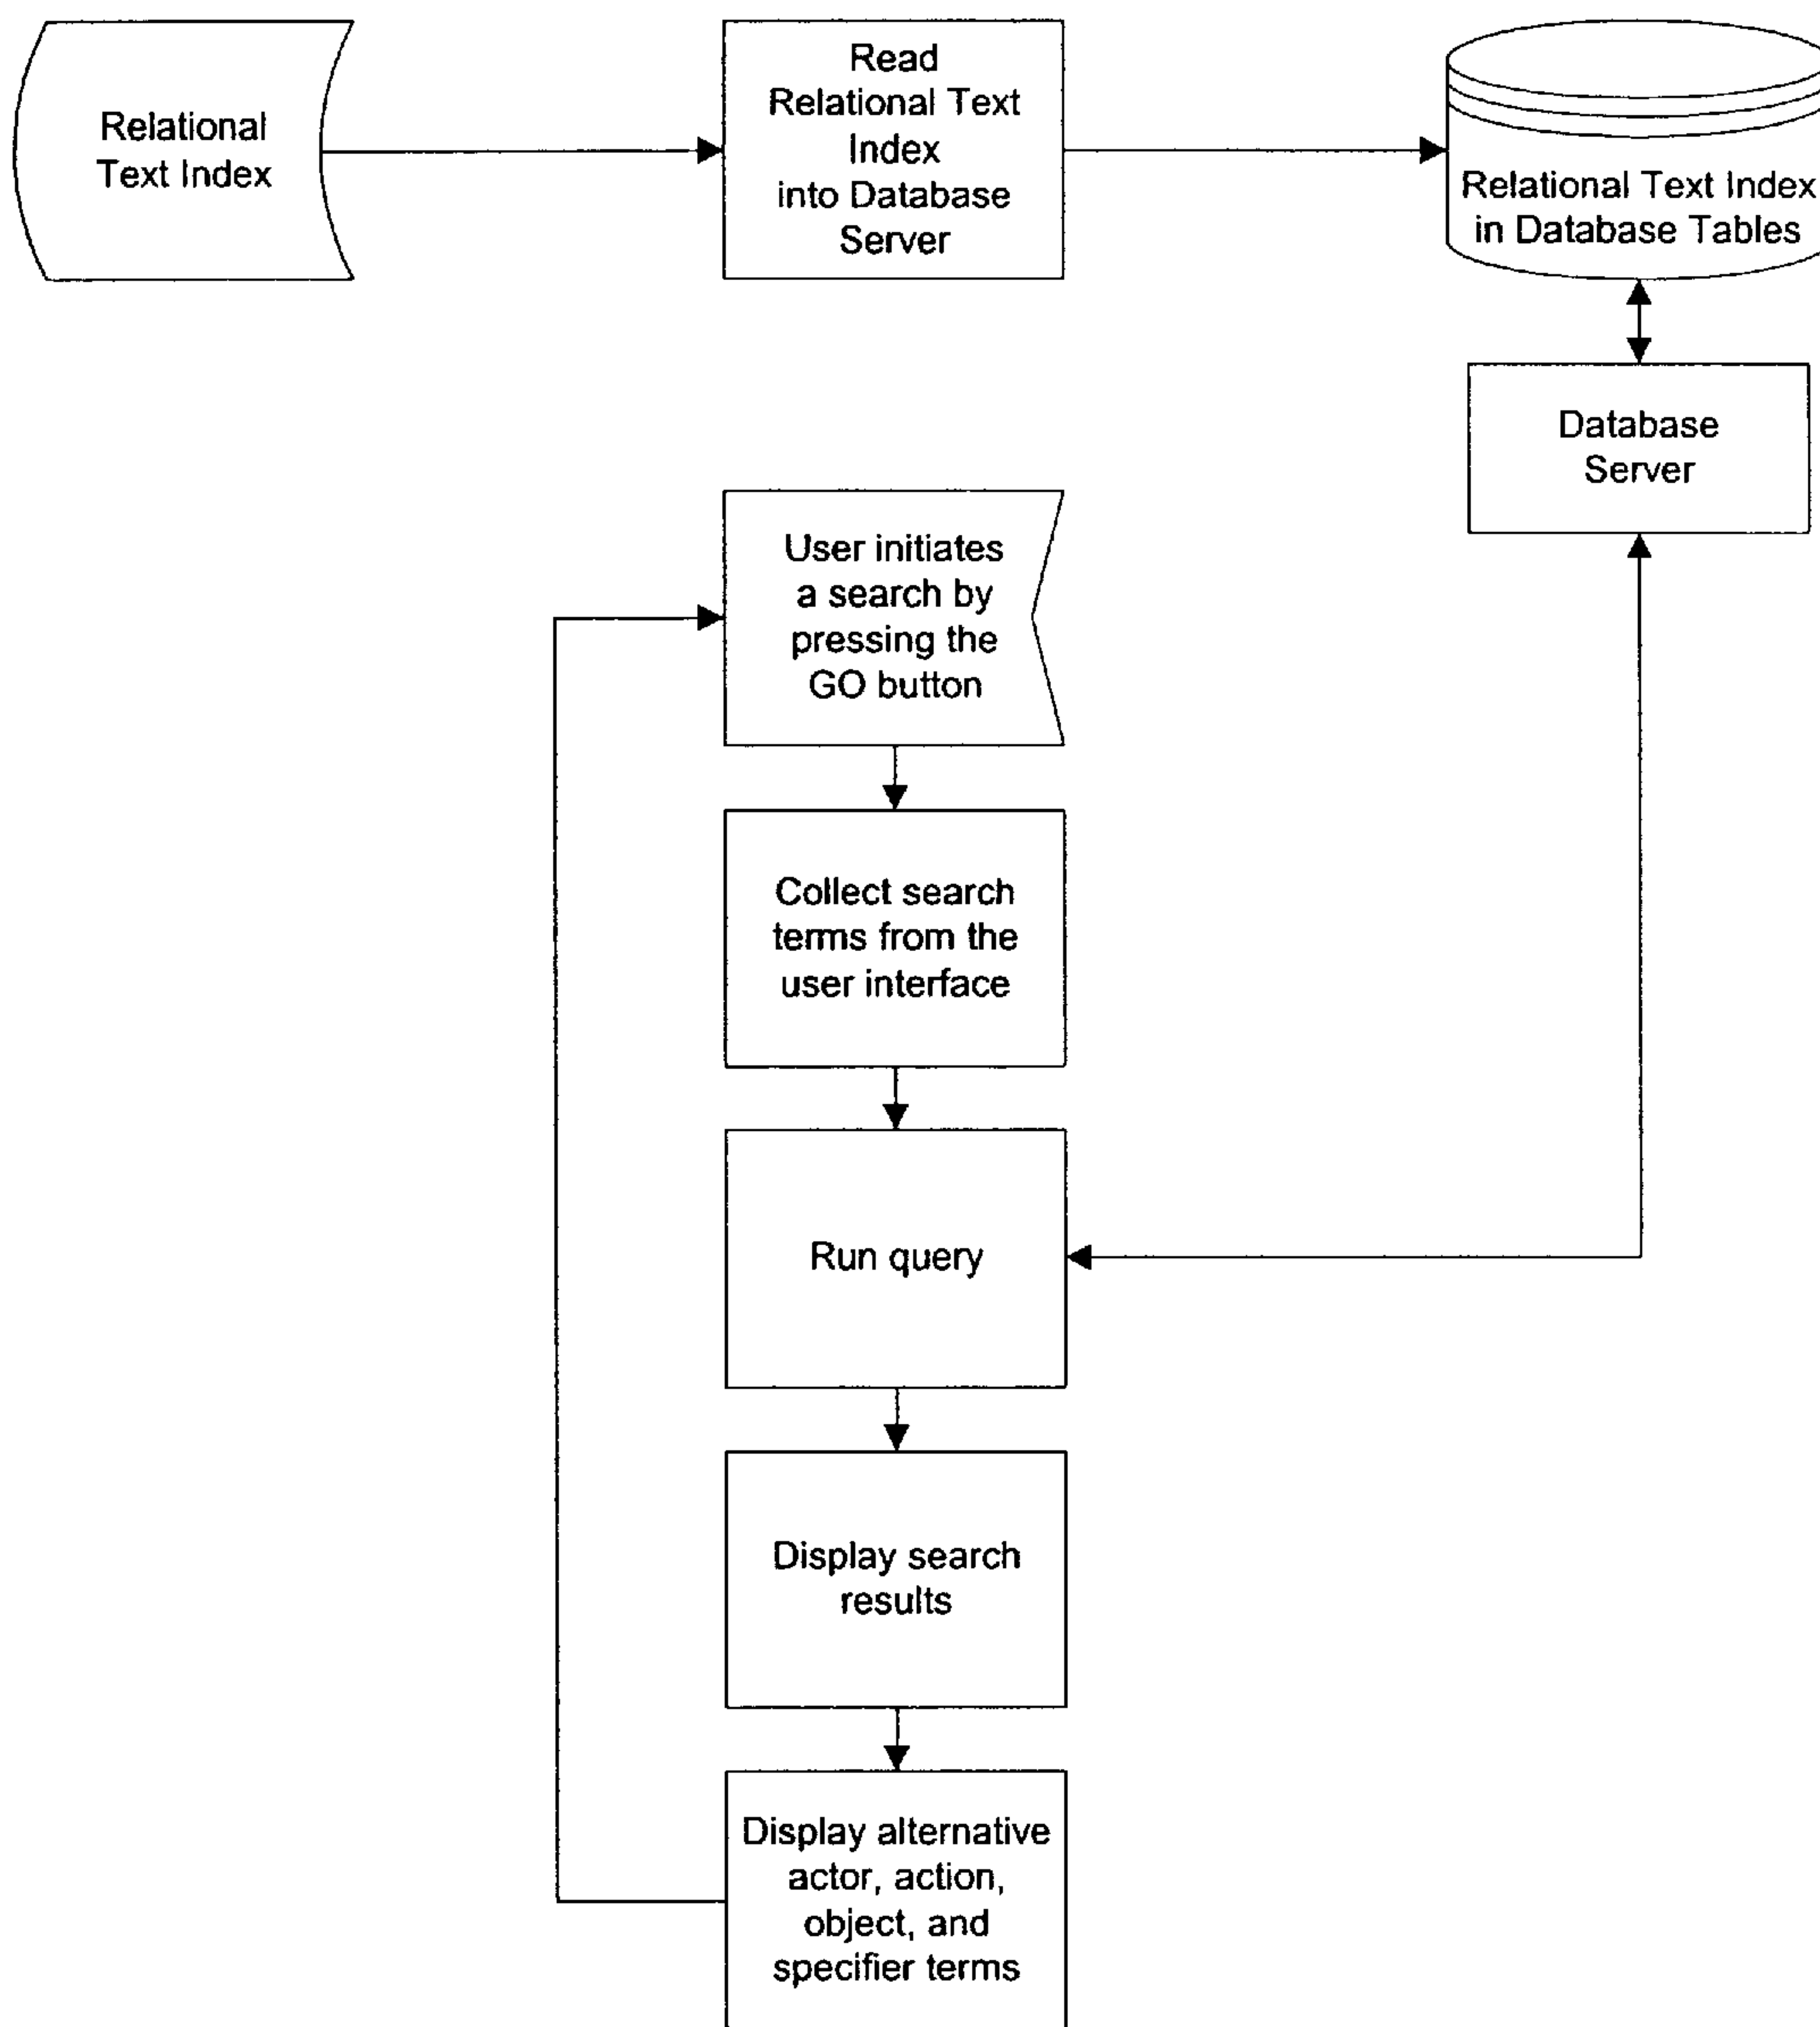 Relational
Text Index
Read
Relational Text
Index
into Database
Server
Relational Text Index
in Database Tables
Database
Server
User initiates
a search by
pressing the
GO button
Collect search
terms from the
user interface
Run query
Display search
results
Display alternative
actor, action,
object, and
specifier terms